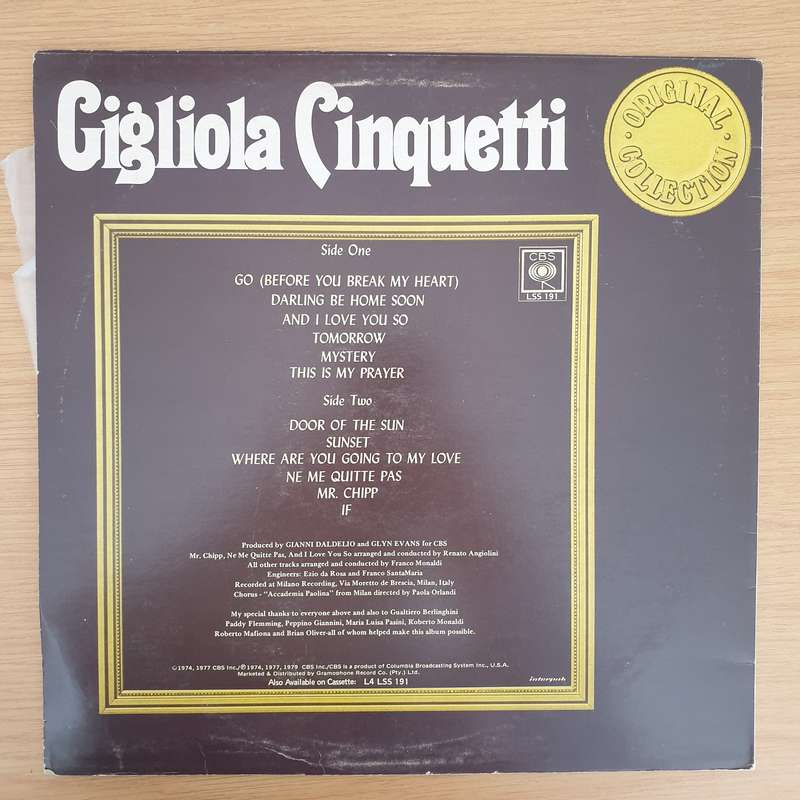 Gigliola Cinquetti
· ORIGINAL ·
COLLECTION
CBS
LSS 191
Side One
GO (BEFORE YOU BREAK MY HEART)
DARLING BE HOME SOON
AND I LOVE YOU SO
TOMORROW
MYSTERY
THIS IS MY PRAYER
Side Two
DOOR OF THE SUN
SUNSET
WHERE ARE YOU GOING TO MY LOVE
NE ME QUITTE PAS
MR. CHIPP
IF
Produced by GIANNI DALDELIO and GLYN EVANS for CBS
Mr. Chipp, Ne Me Quitte Pas, And I Love You So arranged and conducted by Renato Angiolini
All other tracks arranged and conducted by Franco Monaldi
Engineers: Ezio da Rosa and Franco SantaMaria
Recorded at Milano Recording, Via Moretto de Brescia, Milan, Italy
Chorus - "Accademia Paolina" from Milan directed by Paola Orlandi
My special thanks to everyone above and also to Gualtiero Berlinghini
Paddy Flemming, Peppino Giannini, Maria Luisa Pasini, Roberto Monaldi
Roberto Mafiona and Brian Oliver-all of whom helped make this album possible.
©1974, 1977 CBS Inc./℗1974, 1977, 1979 CBS Inc./CBS is a product of Columbia Broadcasting System Inc., U.S.A.
Marketed & Distributed by Gramophone Record Co. (Pty.) Ltd.
Also Available on Cassette: L4 LSS 191
interpak